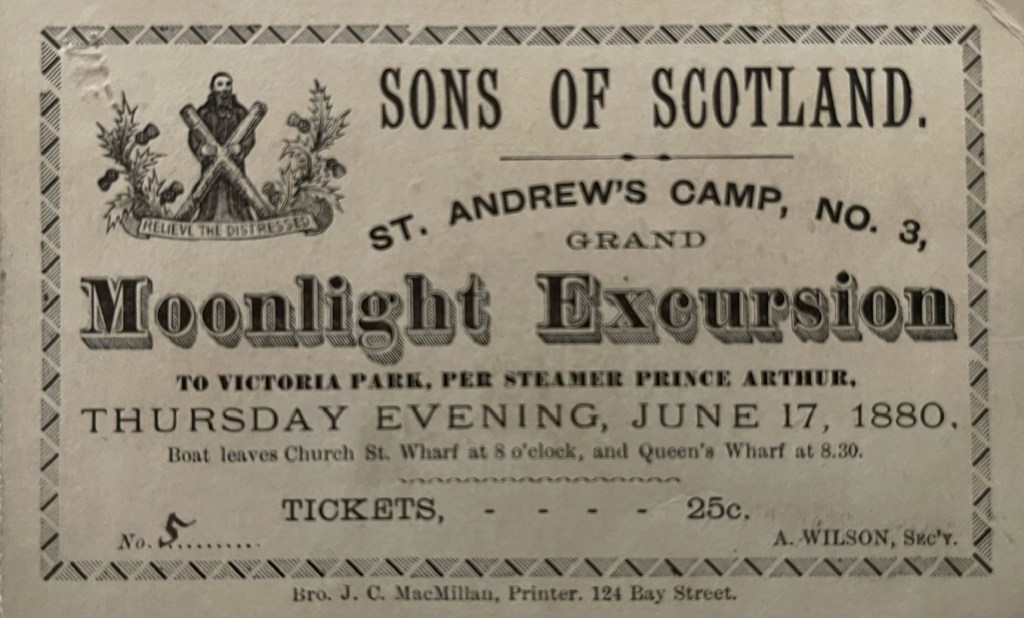 SONS OF SCOTLAND.
RELIEVE THE DISTRESSED
ST. ANDREW'S CAMP, NO. 3,
GRAND
Moonlight Excursion
TO VICTORIA PARK, PER STEAMER PRINCE ARTHUR,
THURSDAY EVENING, JUNE 17, 1880.
Boat leaves Church St. Wharf at 8 o'clock, and Queen's Wharf at 8.30.
TICKETS, - - - - 25c.
No. 5..........
A. WILSON, SEC'Y.
Bro. J. C. MacMillan, Printer. 124 Bay Street.